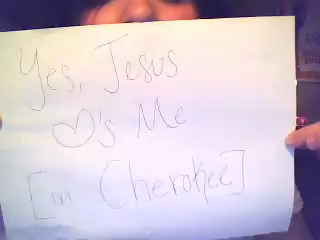 Yes, Jesus
♡'s Me
[in Cherokee]